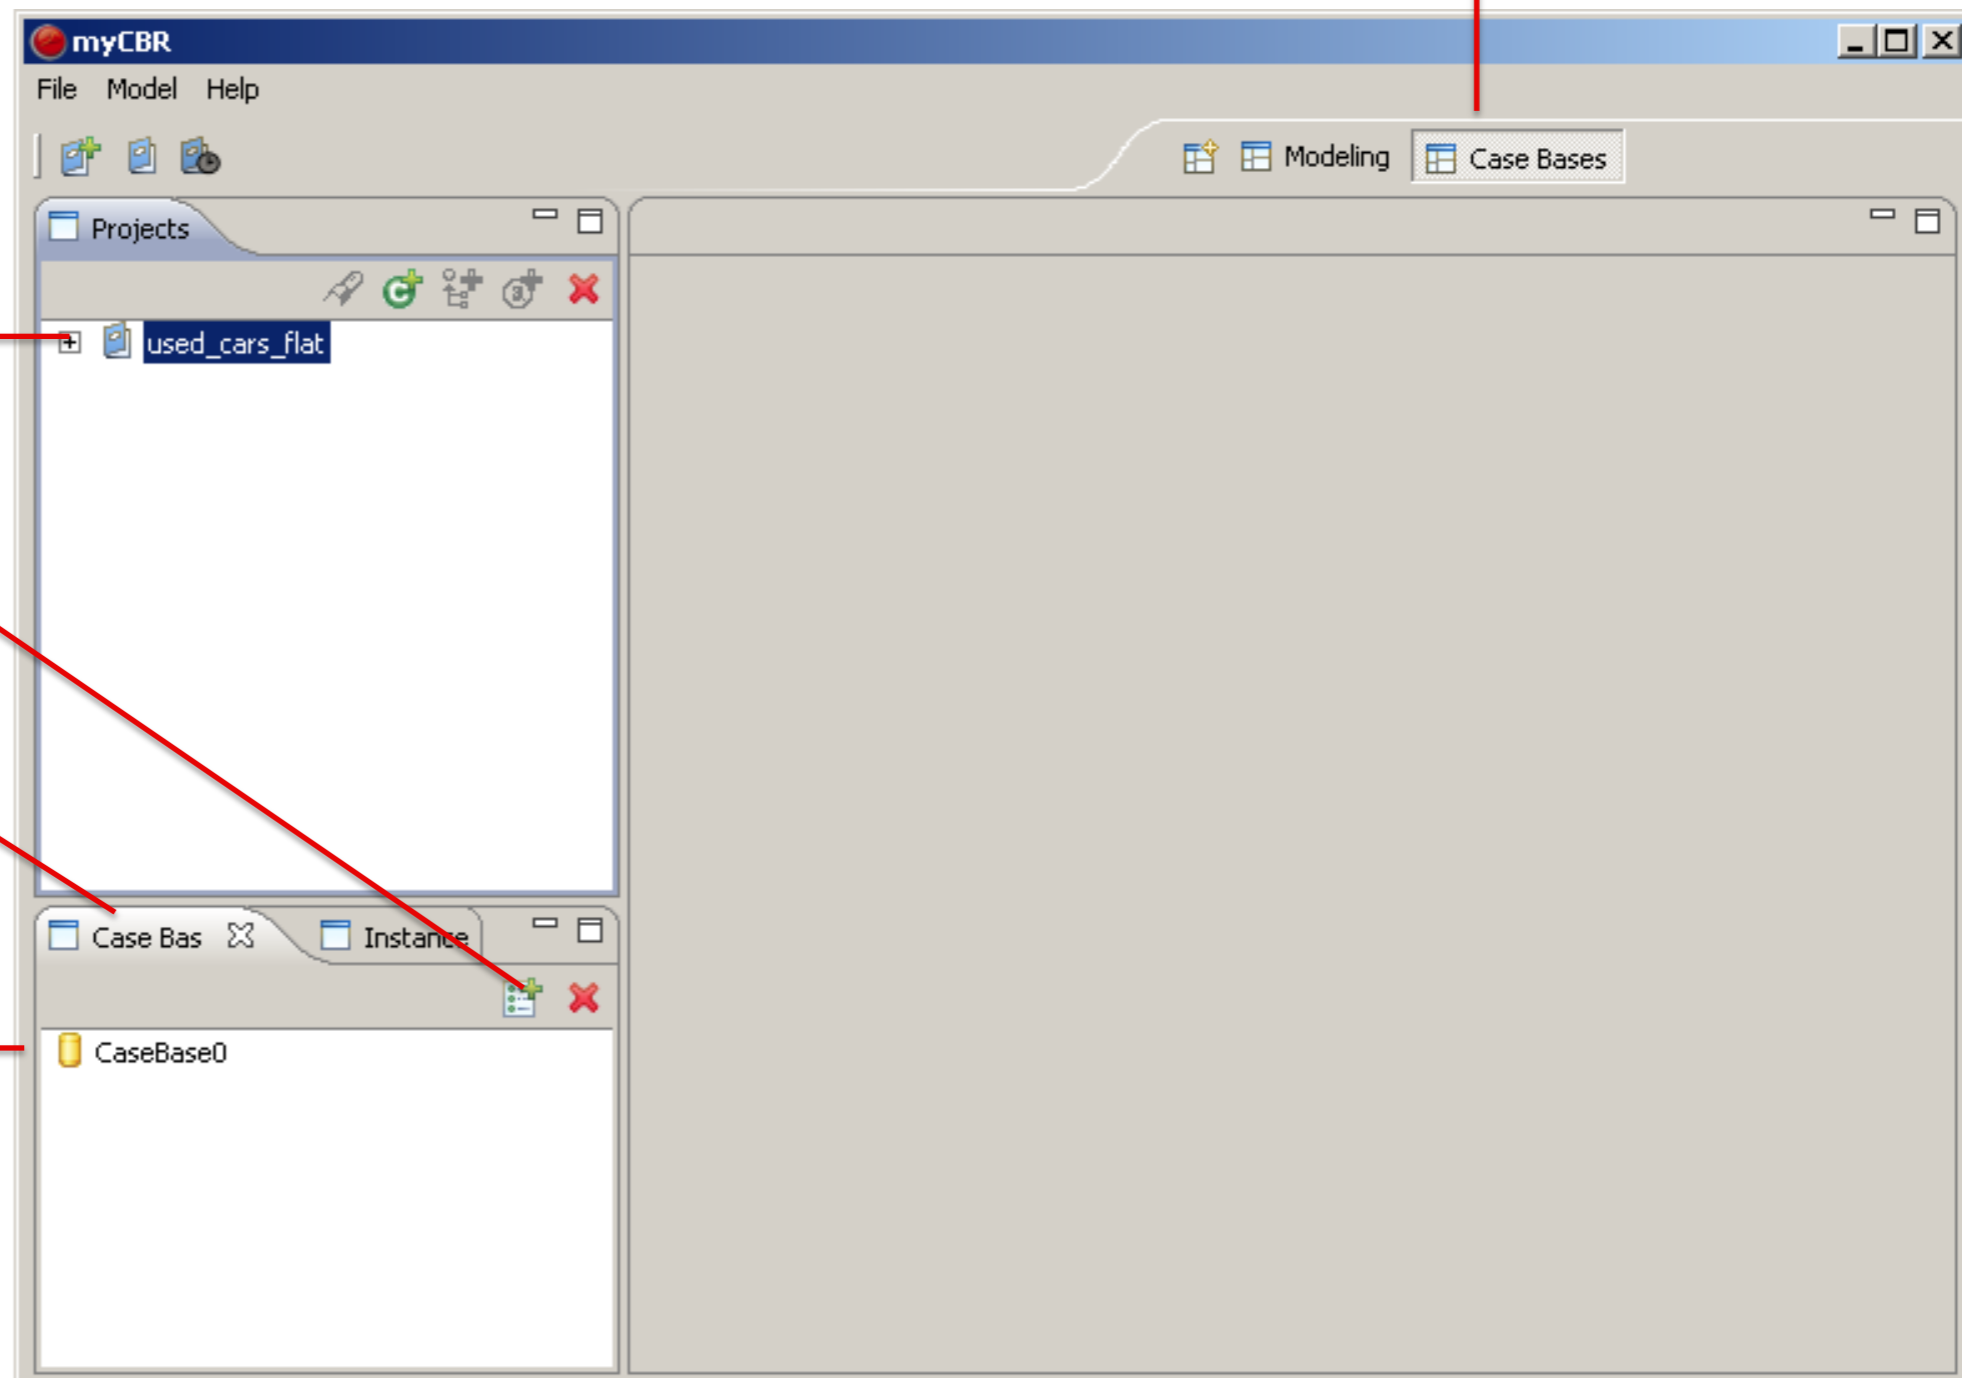 myCBR
File Model Help
Modeling Case Bases
Projects
used_cars_flat
Case Bas Instance
CaseBase0